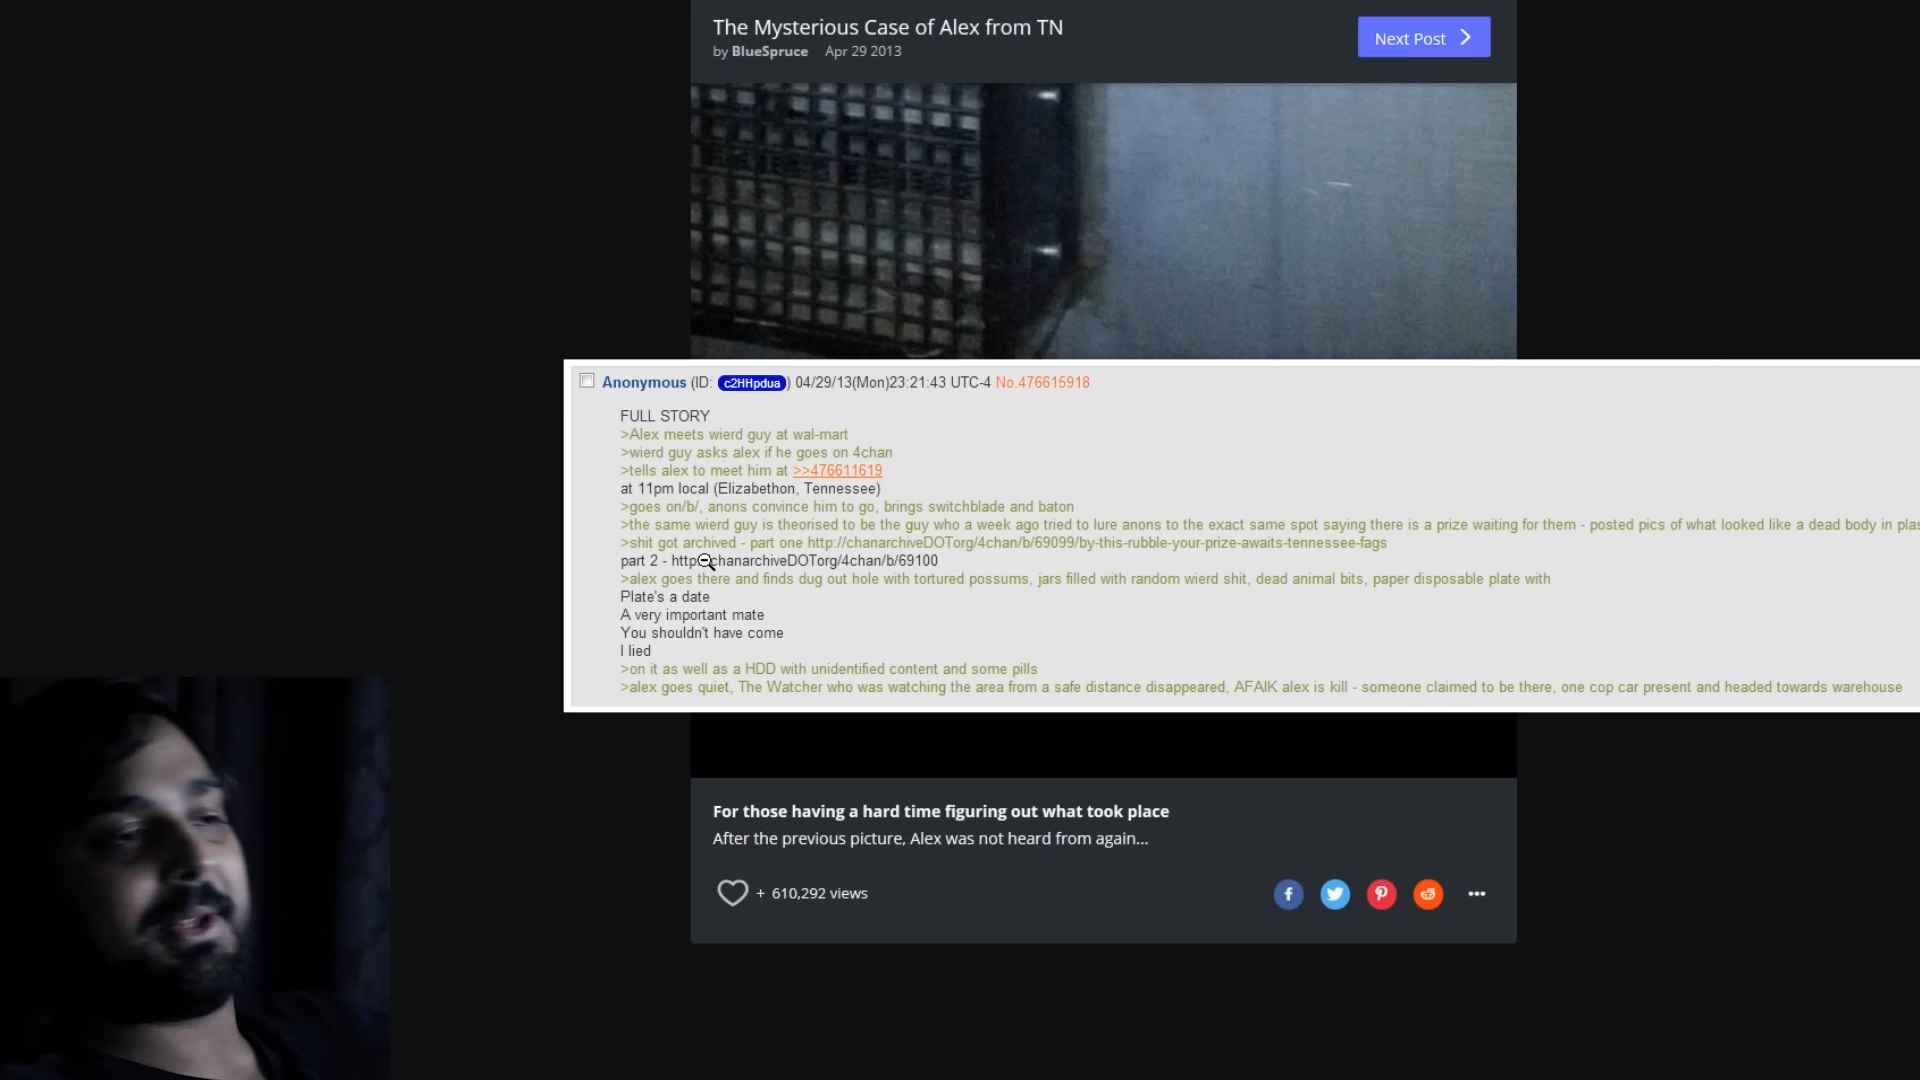 The Mysterious Case of Alex from TN
by BlueSpruce Apr 29 2013
Next Post
Anonymous (ID: c2HHpdua) 04/29/13(Mon)23:21:43 UTC-4 No.476615918
FULL STORY
>Alex meets wierd guy at wal-mart
>wierd guy asks alex if he goes on 4chan
>tells alex to meet him at >>476611619
at 11pm local (Elizabethon, Tennessee)
>goes on/b/, anons convince him to go, brings switchblade and baton
>the same wierd guy is theorised to be the guy who a week ago tried to lure anons to the exact same spot saying there is a prize waiting for them - posted pics of what looked like a dead body in plas
>shit got archived - part one http://chanarchiveDOTorg/4chan/b/69099/by-this-rubble-your-prize-awaits-tennessee-fags
part 2 - http chanarchiveDOTorg/4chan/b/69100
>alex goes there and finds dug out hole with tortured possums, jars filled with random wierd shit, dead animal bits, paper disposable plate with
Plate's a date
A very important mate
You shouldn't have come
I lied
>on it as well as a HDD with unidentified content and some pills
>alex goes quiet, The Watcher who was watching the area from a safe distance disappeared, AFAIK alex is kill - someone claimed to be there, one cop car present and headed towards warehouse
For those having a hard time figuring out what took place
After the previous picture, Alex was not heard from again...
+ 610,292 views